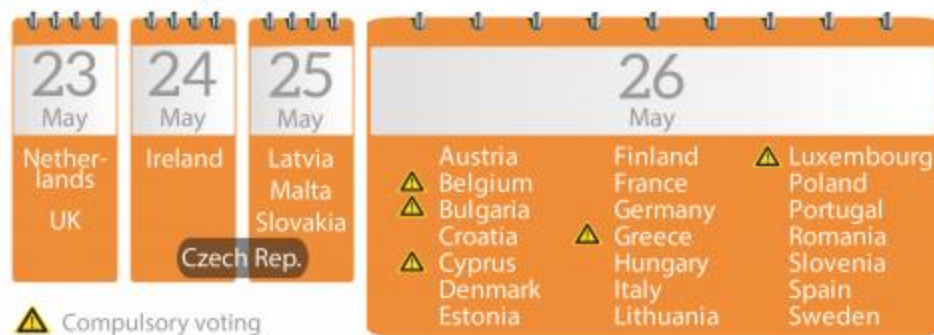 23
May
Nether-
lands
UK
24
May
Ireland
25
May
Latvia
Malta
Slovakia
Czech Rep.
26
May
Austria
Belgium
Bulgaria
Croatia
Cyprus
Denmark
Estonia
Finland
France
Germany
Greece
Hungary
Italy
Lithuania
Luxembourg
Poland
Portugal
Romania
Slovenia
Spain
Sweden
Compulsory voting